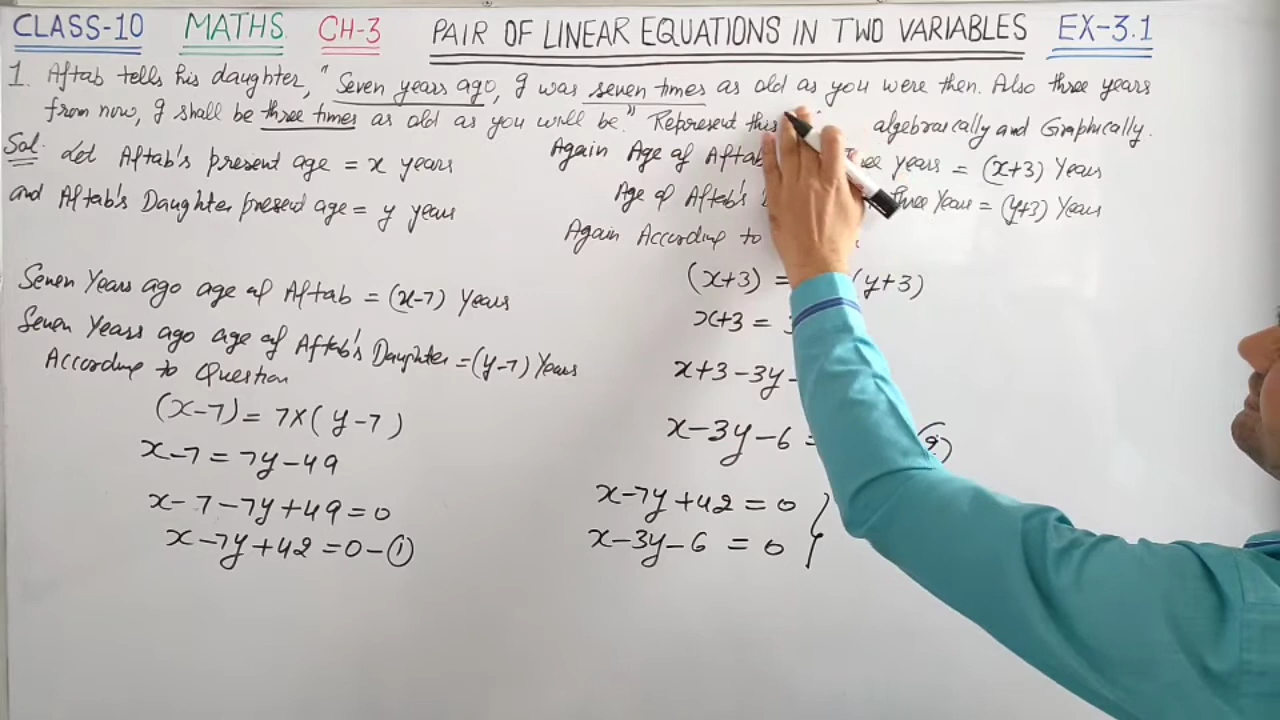 CLASS-10 MATHS CH-3 PAIR OF LINEAR EQUATIONS IN TWO VARIABLES EX-3.1
1. Aftab tells his daughter, "Seven years ago, I was seven times as old as you were then. Also three years
from now, I shall be three times as old as you will be." Represent this algebraically and Graphically.
Sol. Let Aftab's present age = x years
and Aftab's Daughter present age = y years
Seven Years ago age of Aftab = (x-7) Years
Seven Years ago age of Aftab's Daughter = (y-7) Years
According to Question
(x-7) = 7×(y-7)
x-7 = 7y-49
x-7-7y+49=0
x-7y+42=0-①
Again Age of Aftab Years = (x+3) Years
Age of Aftab's Three Years = (y+3) Years
Again According to
(x+3) = (y+3)
x+3 =
x+3-3y-
x-3y-6 =
x-7y+42=0 }
x-3y-6 = 0